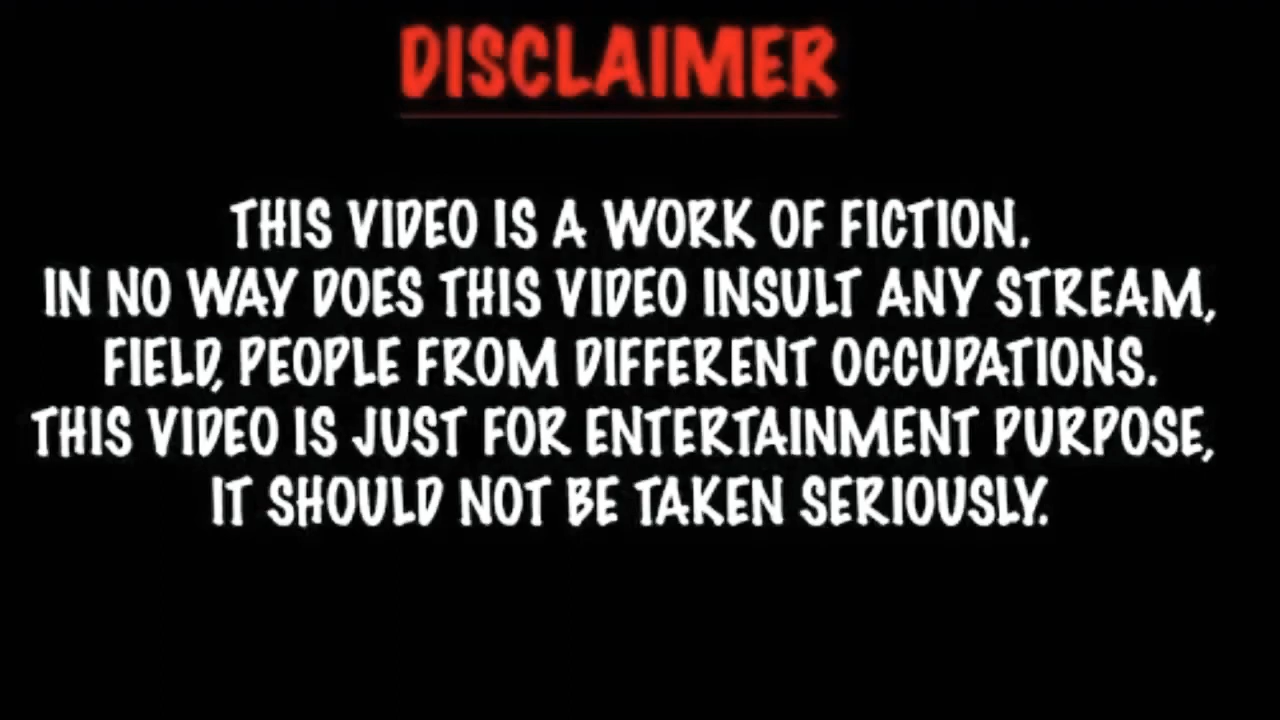 DISCLAIMER
THIS VIDEO IS A WORK OF FICTION.
IN NO WAY DOES THIS VIDEO INSULT ANY STREAM,
FIELD, PEOPLE FROM DIFFERENT OCCUPATIONS.
THIS VIDEO IS JUST FOR ENTERTAINMENT PURPOSE,
IT SHOULD NOT BE TAKEN SERIOUSLY.